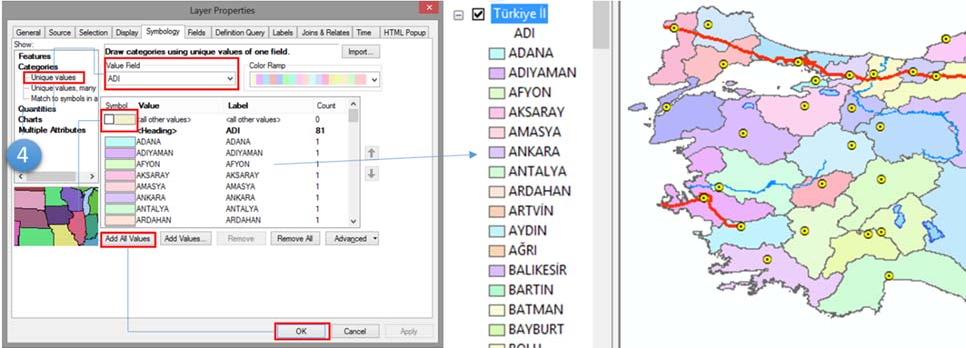 Layer Properties
General Source Selection Display Symbology Fields Definition Query Labels Joins & Relates Time HTML Popup
Show:
Features
Categories
Unique values
Unique values, many
Match to symbols in a
Quantities
Charts
Multiple Attributes
4
Draw categories using unique values of one field.
Import...
Value Field
ADI
Color Ramp
Symbol Value Label Count
<all other values> <all other values> 0
<Heading> ADI 81
ADANA ADANA 1
ADIYAMAN ADIYAMAN 1
AFYON AFYON 1
AKSARAY AKSARAY 1
AMASYA AMASYA 1
ANKARA ANKARA 1
ANTALYA ANTALYA 1
ARDAHAN ARDAHAN 1
Add All Values Add Values... Remove Remove All Advanced
OK Cancel Apply
Türkiye İl
ADI
ADANA
ADIYAMAN
AFYON
AKSARAY
AMASYA
ANKARA
ANTALYA
ARDAHAN
ARTVİN
AYDIN
AĞRI
BALIKESİR
BARTIN
BATMAN
BAYBURT
BOLU